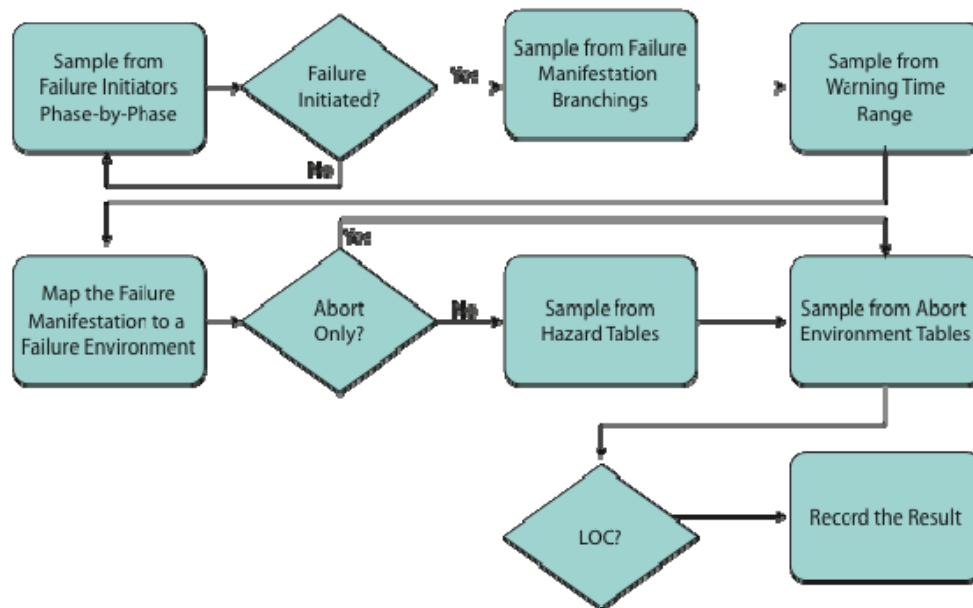 Sample from
Failure Initiators
Phase-by-Phase
Failure
Initiated?
Yes
No
Sample from Failure
Manifestation
Branchings
Sample from
Warning Time
Range
Map the Failure
Manifestation to a
Failure Environment
Yes
Abort
Only?
No
Sample from
Hazard Tables
Sample from Abort
Environment Tables
LOC?
Record the Result